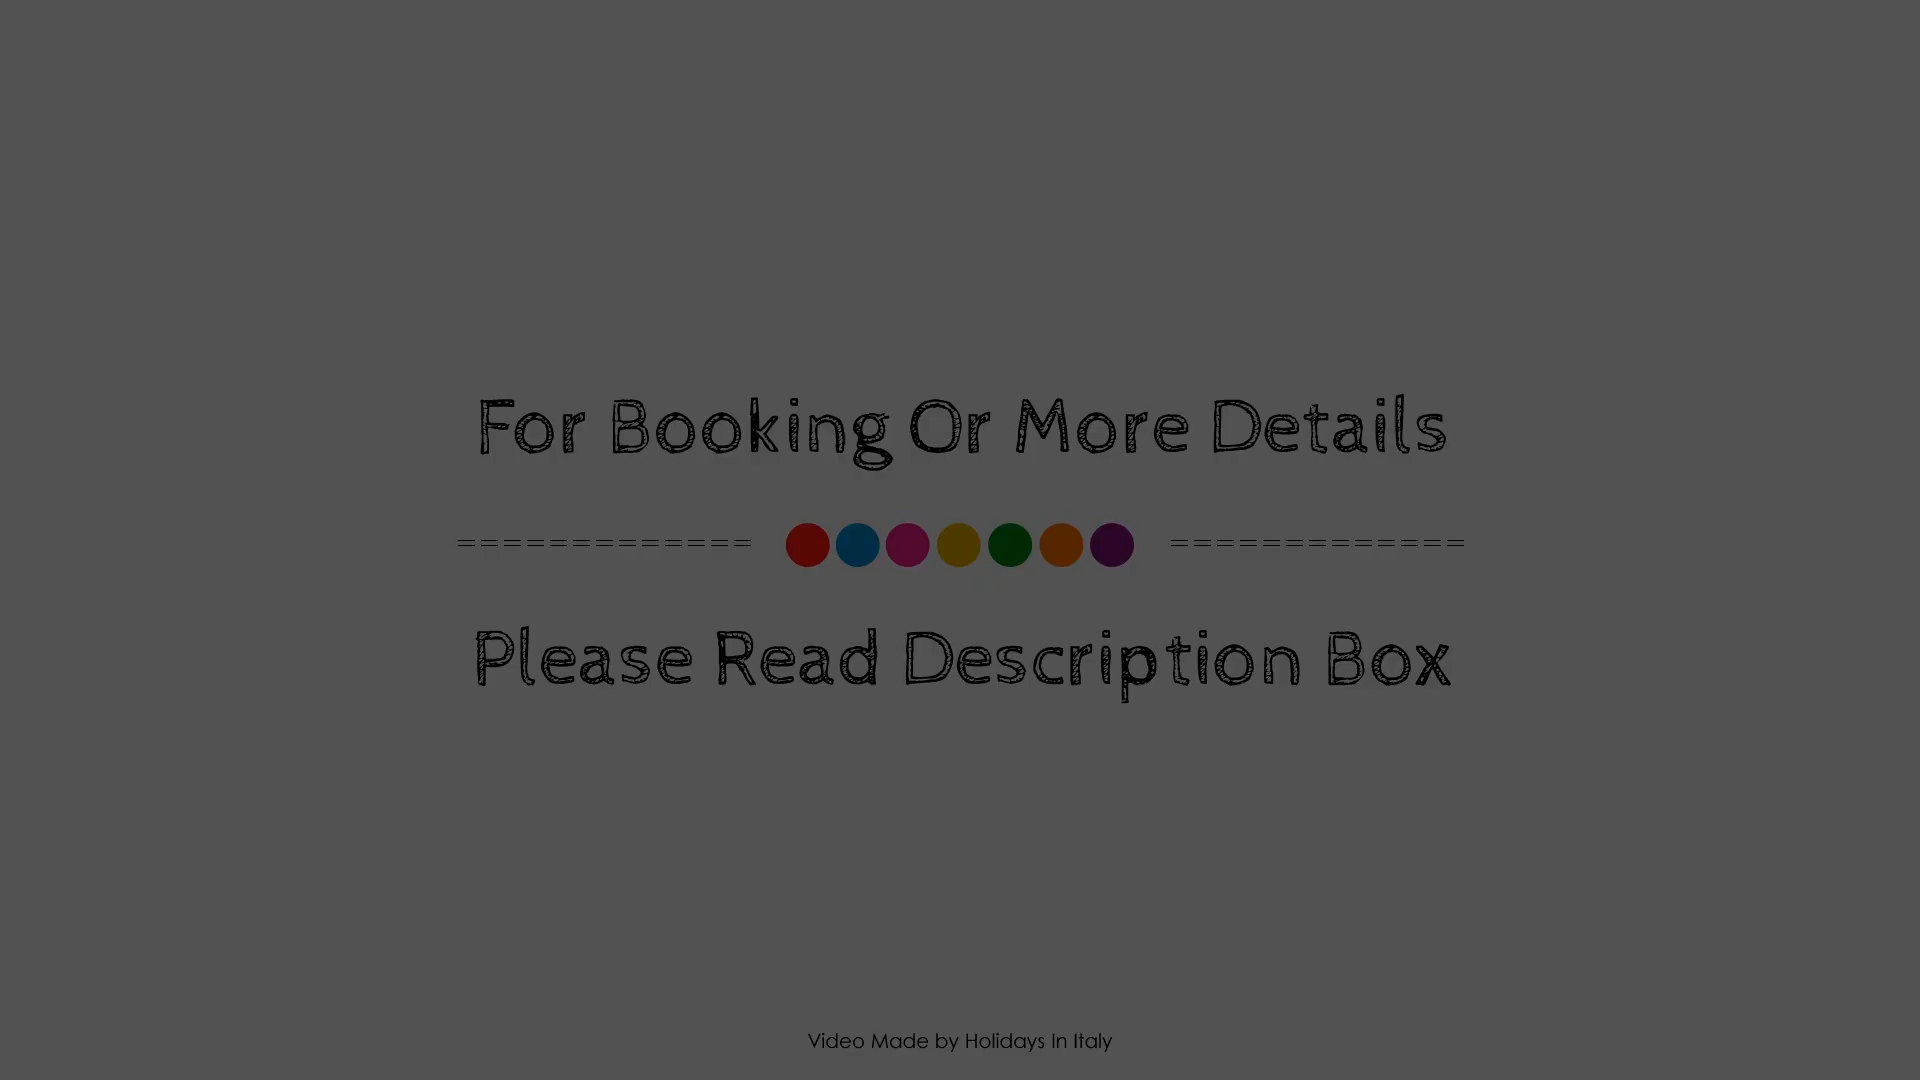 For Booking Or More Details
============= =============
Please Read Description Box
Video Made by Holidays In Italy